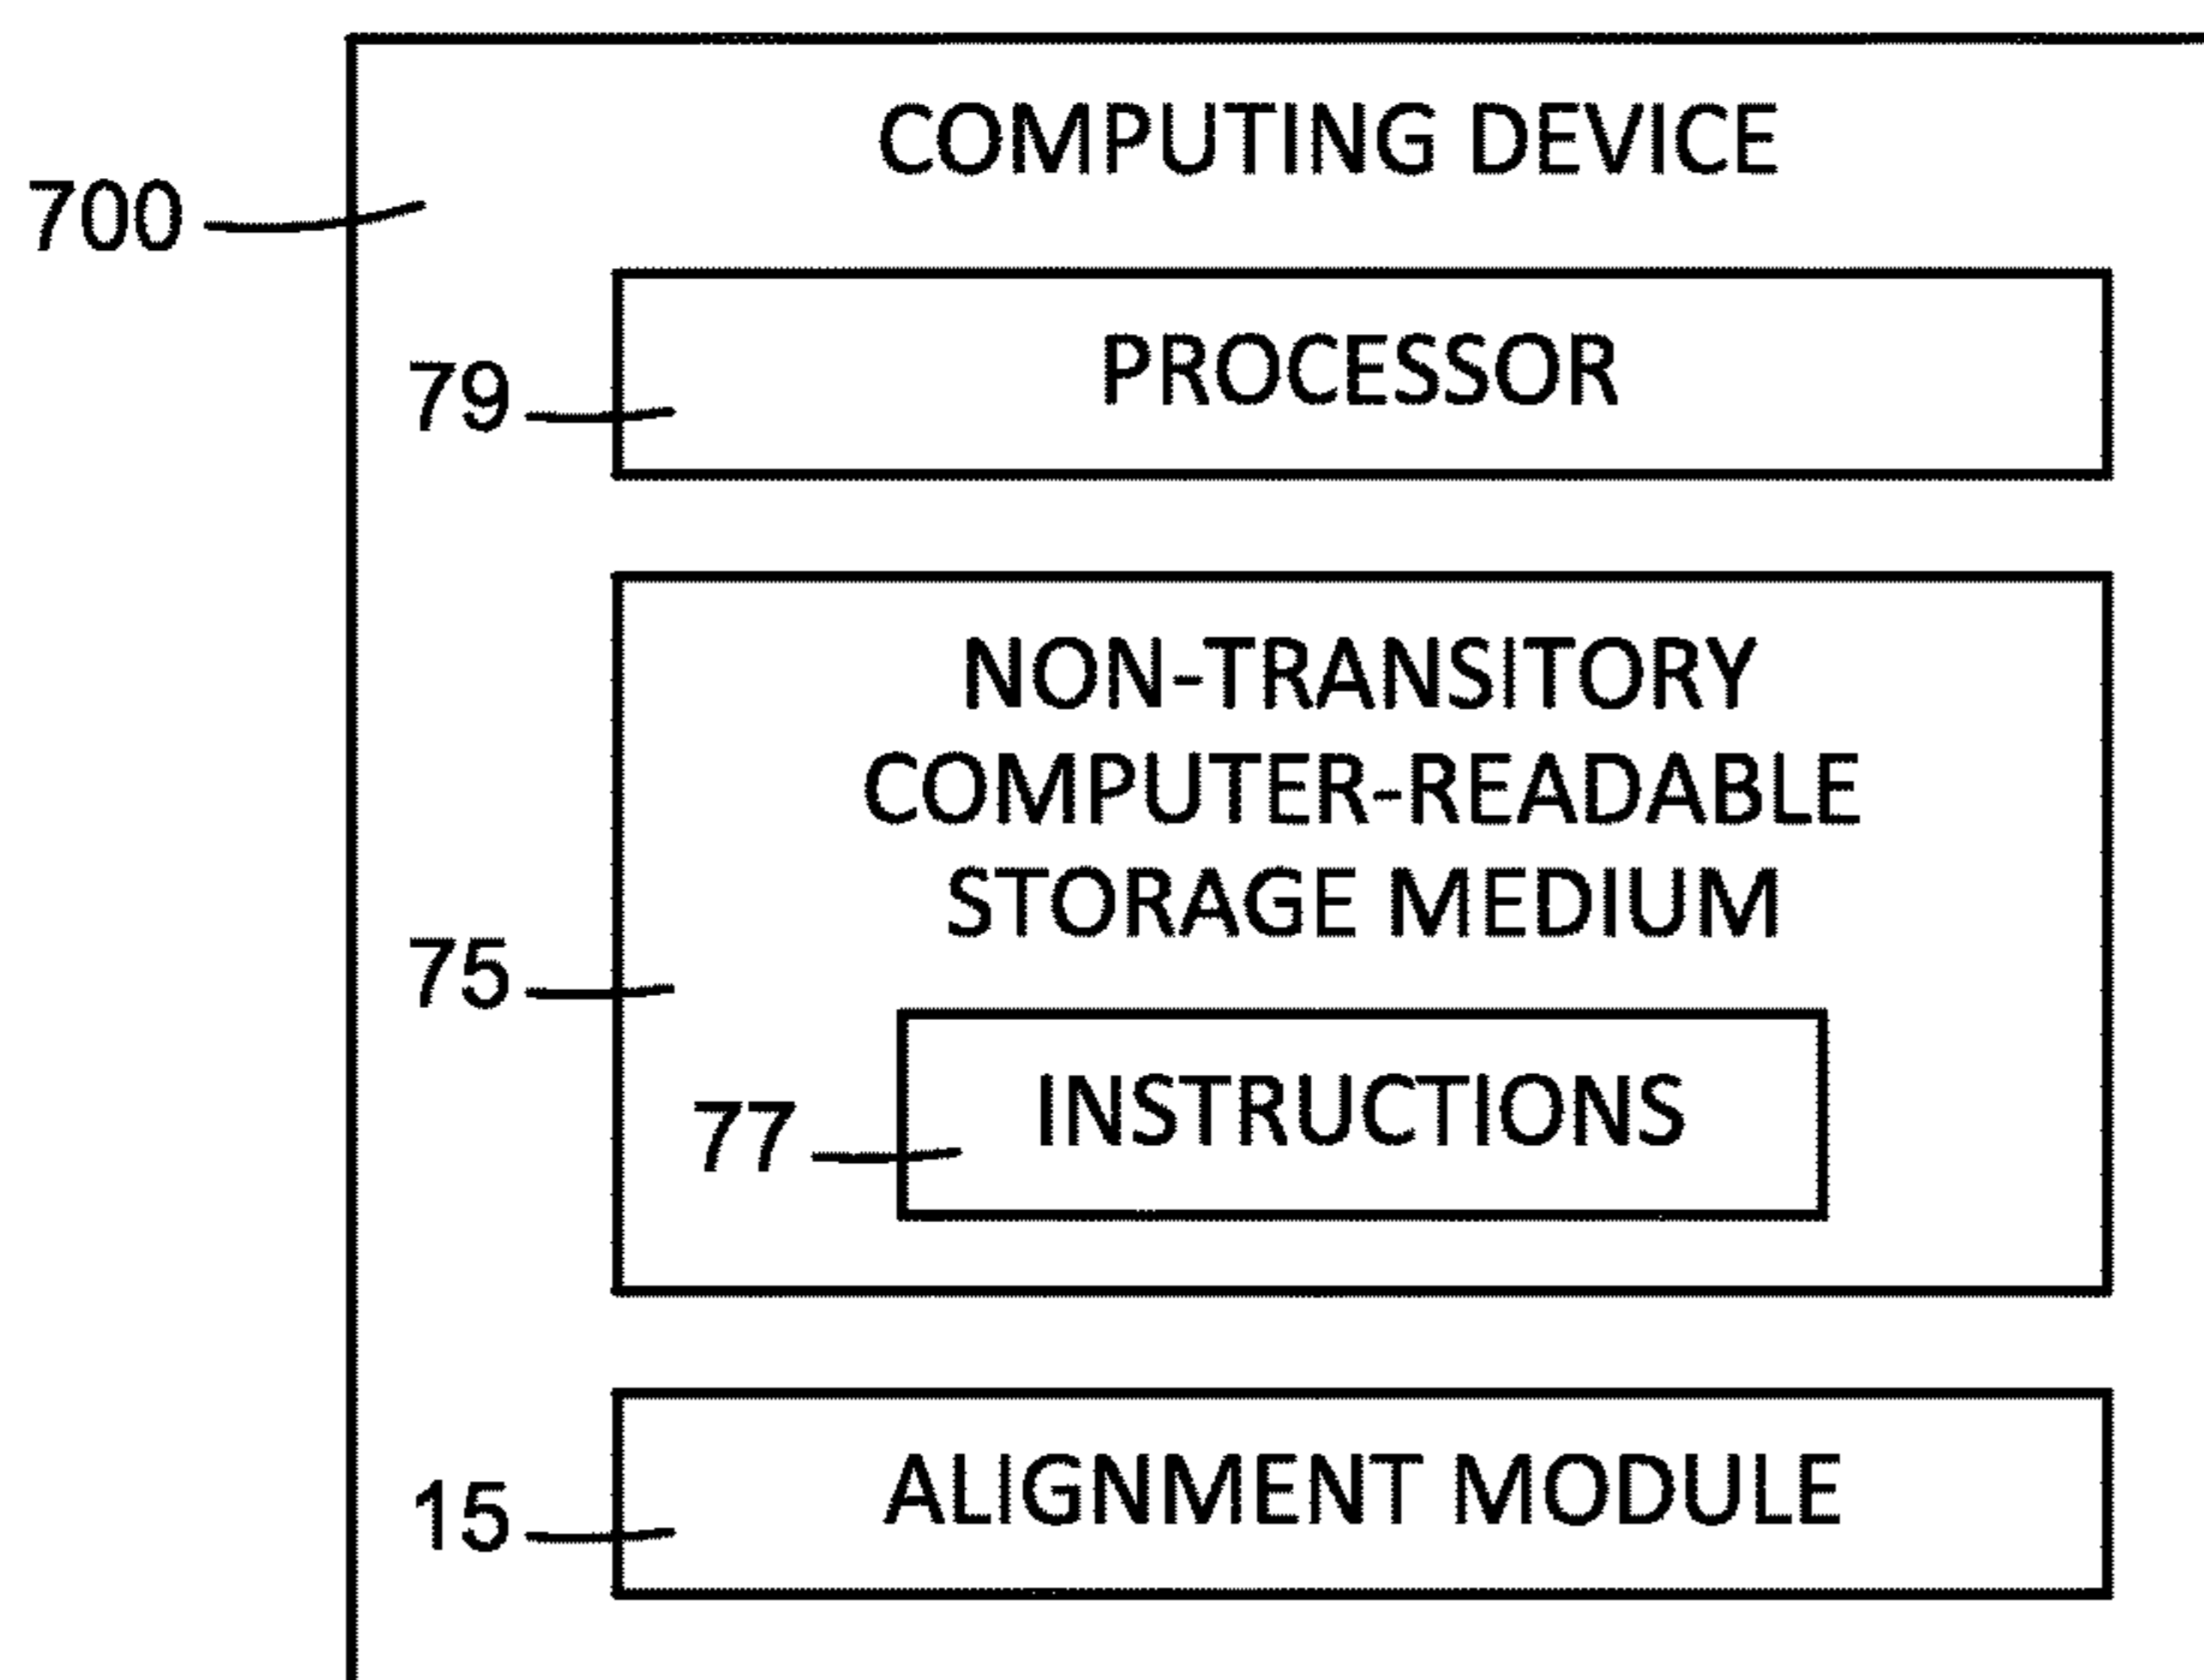 COMPUTING DEVICE
700
PROCESSOR
79
NON-TRANSITORY
COMPUTER-READABLE
STORAGE MEDIUM
75
INSTRUCTIONS
77
ALIGNMENT MODULE
15